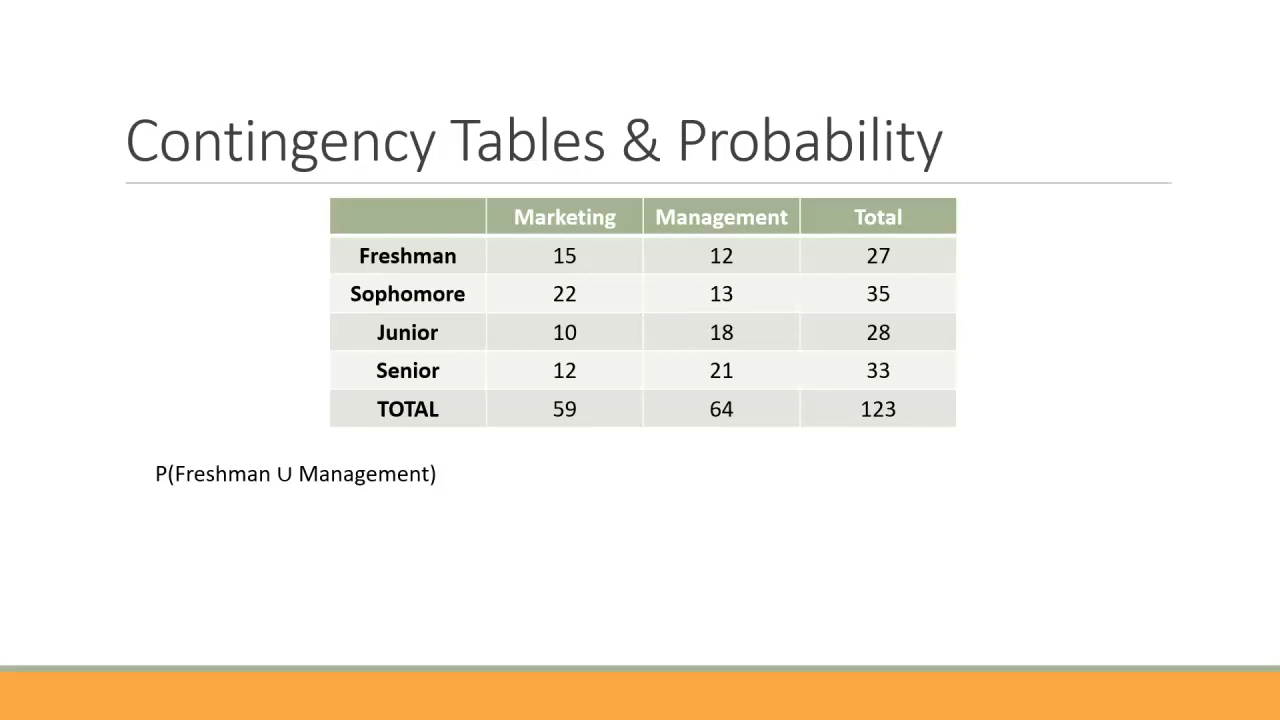 Contingency Tables & Probability
Marketing Management Total
Freshman 15 12 27
Sophomore 22 13 35
Junior 10 18 28
Senior 12 21 33
TOTAL 59 64 123
P(Freshman ∪ Management)